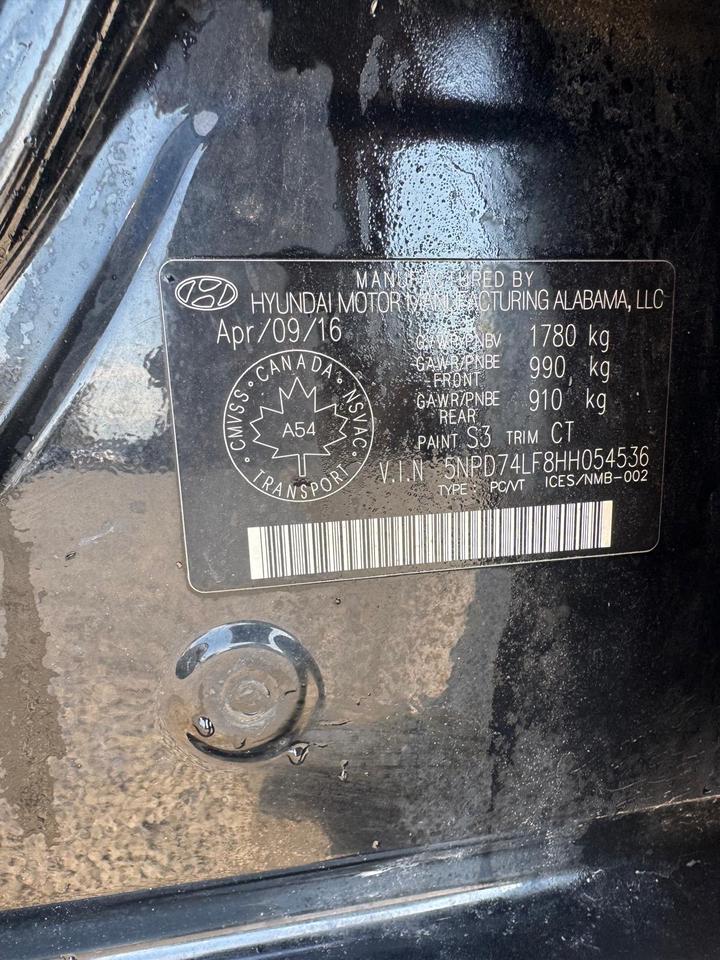 MANUFACTURED BY
HYUNDAI MOTOR MANUFACTURING ALABAMA, LLC
Apr/09/16
GVWR/PNBV 1780 kg
GAWR/PNBE FRONT 990 kg
GAWR/PNBE REAR 910 kg
PAINT S3 TRIM CT
CMVSS · CANADA · NSVAC
A54
TRANSPORT
V.I.N 5NPD74LF8HH054536
TYPE PC/VT ICES/NMB-002